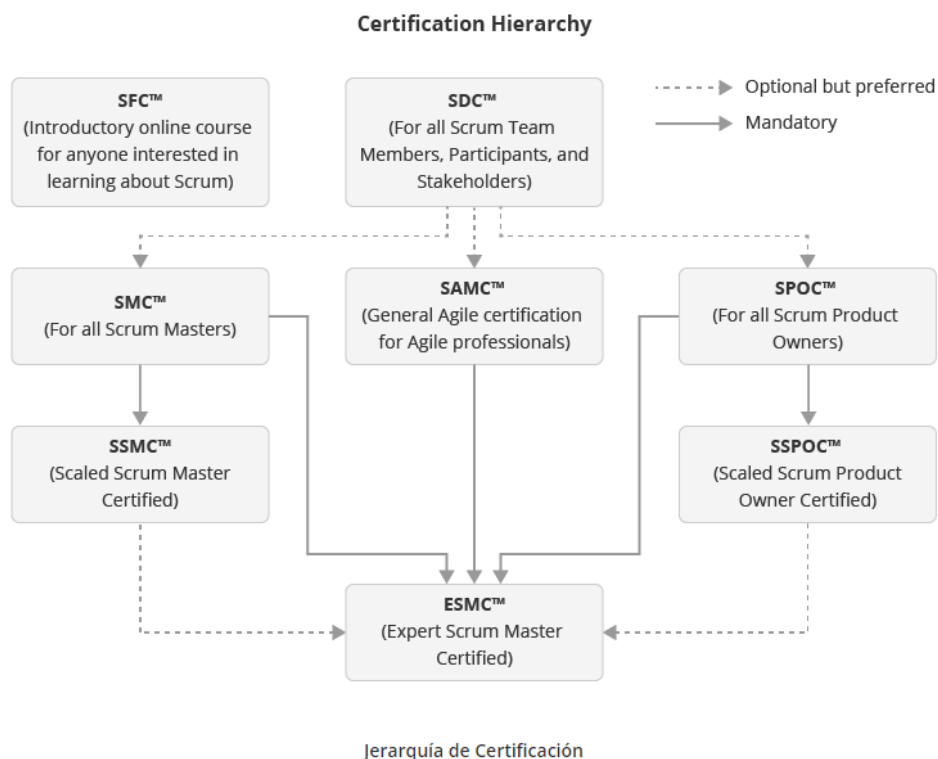 Certification Hierarchy
SFC™
(Introductory online course
for anyone interested in
learning about Scrum)
SDC™
(For all Scrum Team
Members, Participants, and
Stakeholders)
Optional but preferred
Mandatory
SMC™
(For all Scrum Masters)
SAMC™
(General Agile certification
for Agile professionals)
SPOC™
(For all Scrum Product
Owners)
SSMC™
(Scaled Scrum Master
Certified)
SSPOC™
(Scaled Scrum Product
Owner Certified)
ESMC™
(Expert Scrum Master
Certified)
Jerarquía de Certificación